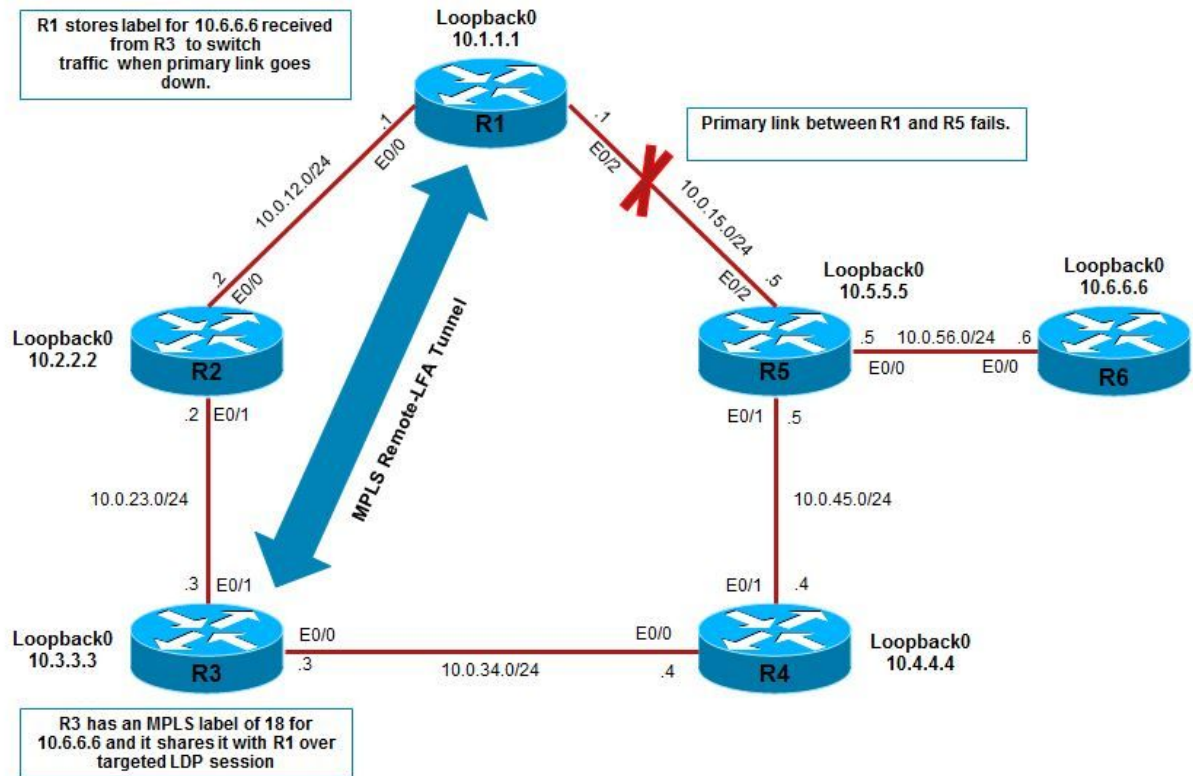 R1 stores label for 10.6.6.6 received
from R3 to switch
traffic when primary link goes
down.
Loopback0
10.1.1.1
R1
.1
E0/0
.1
E0/2
Primary link between R1 and R5 fails.
10.0.12.0/24
10.0.15.0/24
.2
E0/0
.5
E0/2
Loopback0
10.2.2.2
R2
Loopback0
10.5.5.5
R5
Loopback0
10.6.6.6
R6
.5
10.0.56.0/24
.6
E0/0
E0/0
MPLS Remote-LFA Tunnel
.2
E0/1
E0/1
.5
10.0.23.0/24
10.0.45.0/24
.3
E0/1
E0/1
.4
Loopback0
10.3.3.3
R3
E0/0
E0/0
.3
10.0.34.0/24
.4
R4
Loopback0
10.4.4.4
R3 has an MPLS label of 18 for
10.6.6.6 and it shares it with R1 over
targeted LDP session